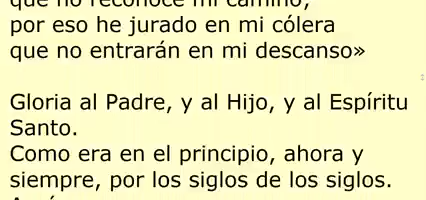 que no reconoce mi camino,
por eso he jurado en mi cólera
que no entrarán en mi descanso»
Gloria al Padre, y al Hijo, y al Espíritu
Santo.
Como era en el principio, ahora y
siempre, por los siglos de los siglos.